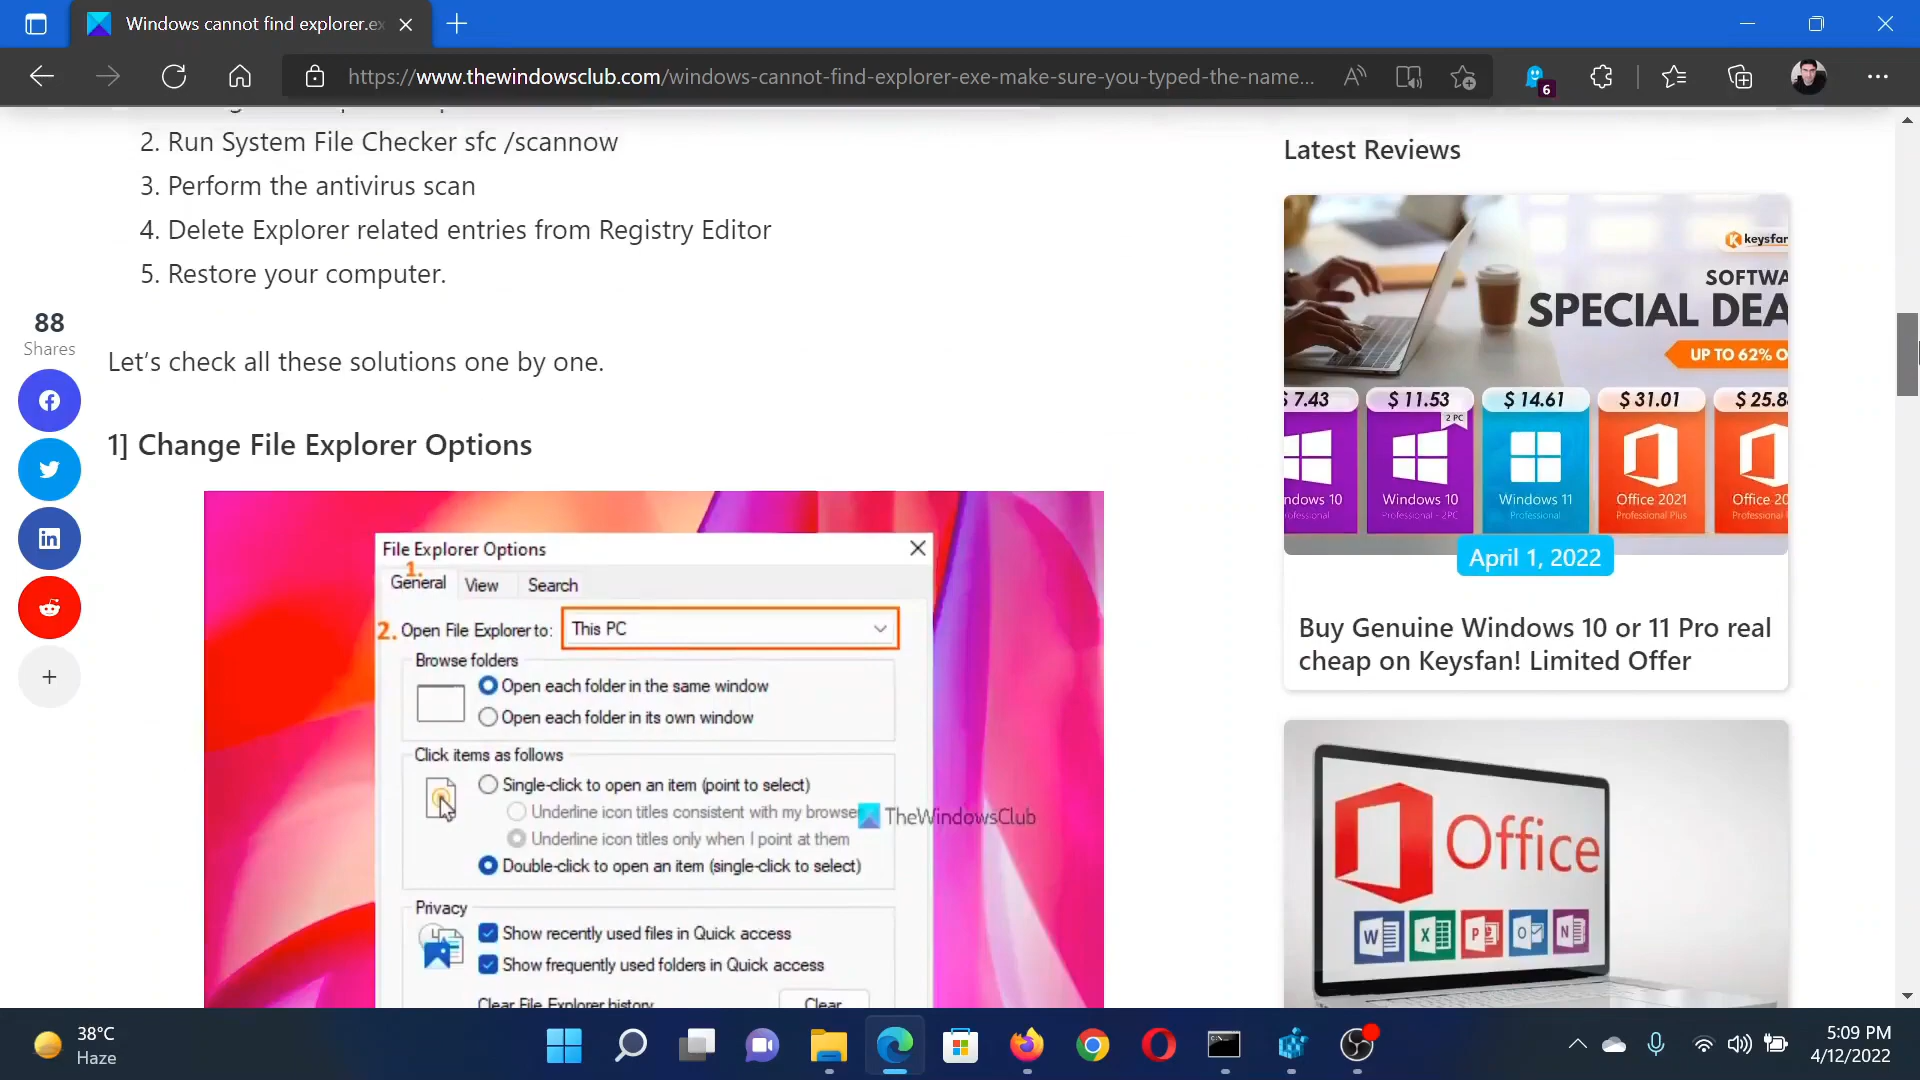 Windows cannot find explorer.ex
https://www.thewindowsclub.com/windows-cannot-find-explorer-exe-make-sure-you-typed-the-name...
6
2. Run System File Checker sfc /scannow
3. Perform the antivirus scan
4. Delete Explorer related entries from Registry Editor
5. Restore your computer.
88
Shares
Let's check all these solutions one by one.
1] Change File Explorer Options
File Explorer Options
1.
General View Search
2. Open File Explorer to: This PC
Browse folders
Open each folder in the same window
Open each folder in its own window
Click items as follows
Single-click to open an item (point to select)
Underline icon titles consistent with my browser
Underline icon titles only when I point at them
Double-click to open an item (single-click to select)
TheWindowsClub
Privacy
Show recently used files in Quick access
Show frequently used folders in Quick access
Clear File Explorer history
Clear
Latest Reviews
keysfan
SOFTWA
SPECIAL DEA
UP TO 62% O
$ 7.43 $ 11.53 $ 14.61 $ 31.01 $ 25.8
2 PC
ndows 10 Windows 10 Windows 11 Office 2021 Office 20
rofessional Professional - 2PC Professional Professional Plus Professional
April 1, 2022
Buy Genuine Windows 10 or 11 Pro real
cheap on Keysfan! Limited Offer
Office
38°C
Haze
5:09 PM
4/12/2022